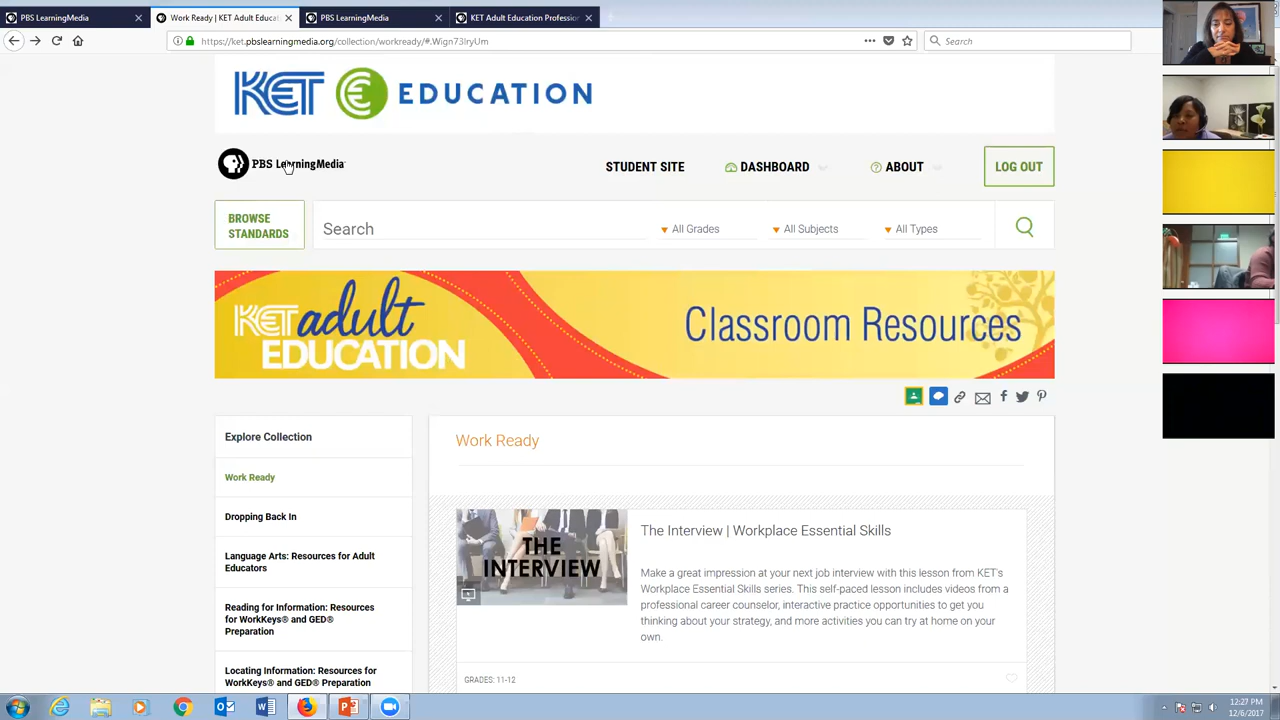 PBS LearningMedia
Work Ready | KET Adult Educat
PBS LearningMedia
KET Adult Education Profession
https://ket.pbslearningmedia.org/collection/workready/#.Wign73IryUm
Search
KET EDUCATION
PBS LearningMedia
STUDENT SITE
DASHBOARD
ABOUT
LOG OUT
BROWSE
STANDARDS
Search
All Grades
All Subjects
All Types
KET adult
EDUCATION
Classroom Resources
Explore Collection
Work Ready
Dropping Back In
Language Arts: Resources for Adult
Educators
Reading for Information: Resources
for WorkKeys® and GED®
Preparation
Locating Information: Resources for
WorkKeys® and GED® Preparation
Work Ready
THE
INTERVIEW
The Interview | Workplace Essential Skills
Make a great impression at your next job interview with this lesson from KET's
Workplace Essential Skills series. This self-paced lesson includes videos from a
professional career counselor, interactive practice opportunities to get you
thinking about your strategy, and more activities you can try at home on your
own.
GRADES: 11-12
12:27 PM
12/6/2017